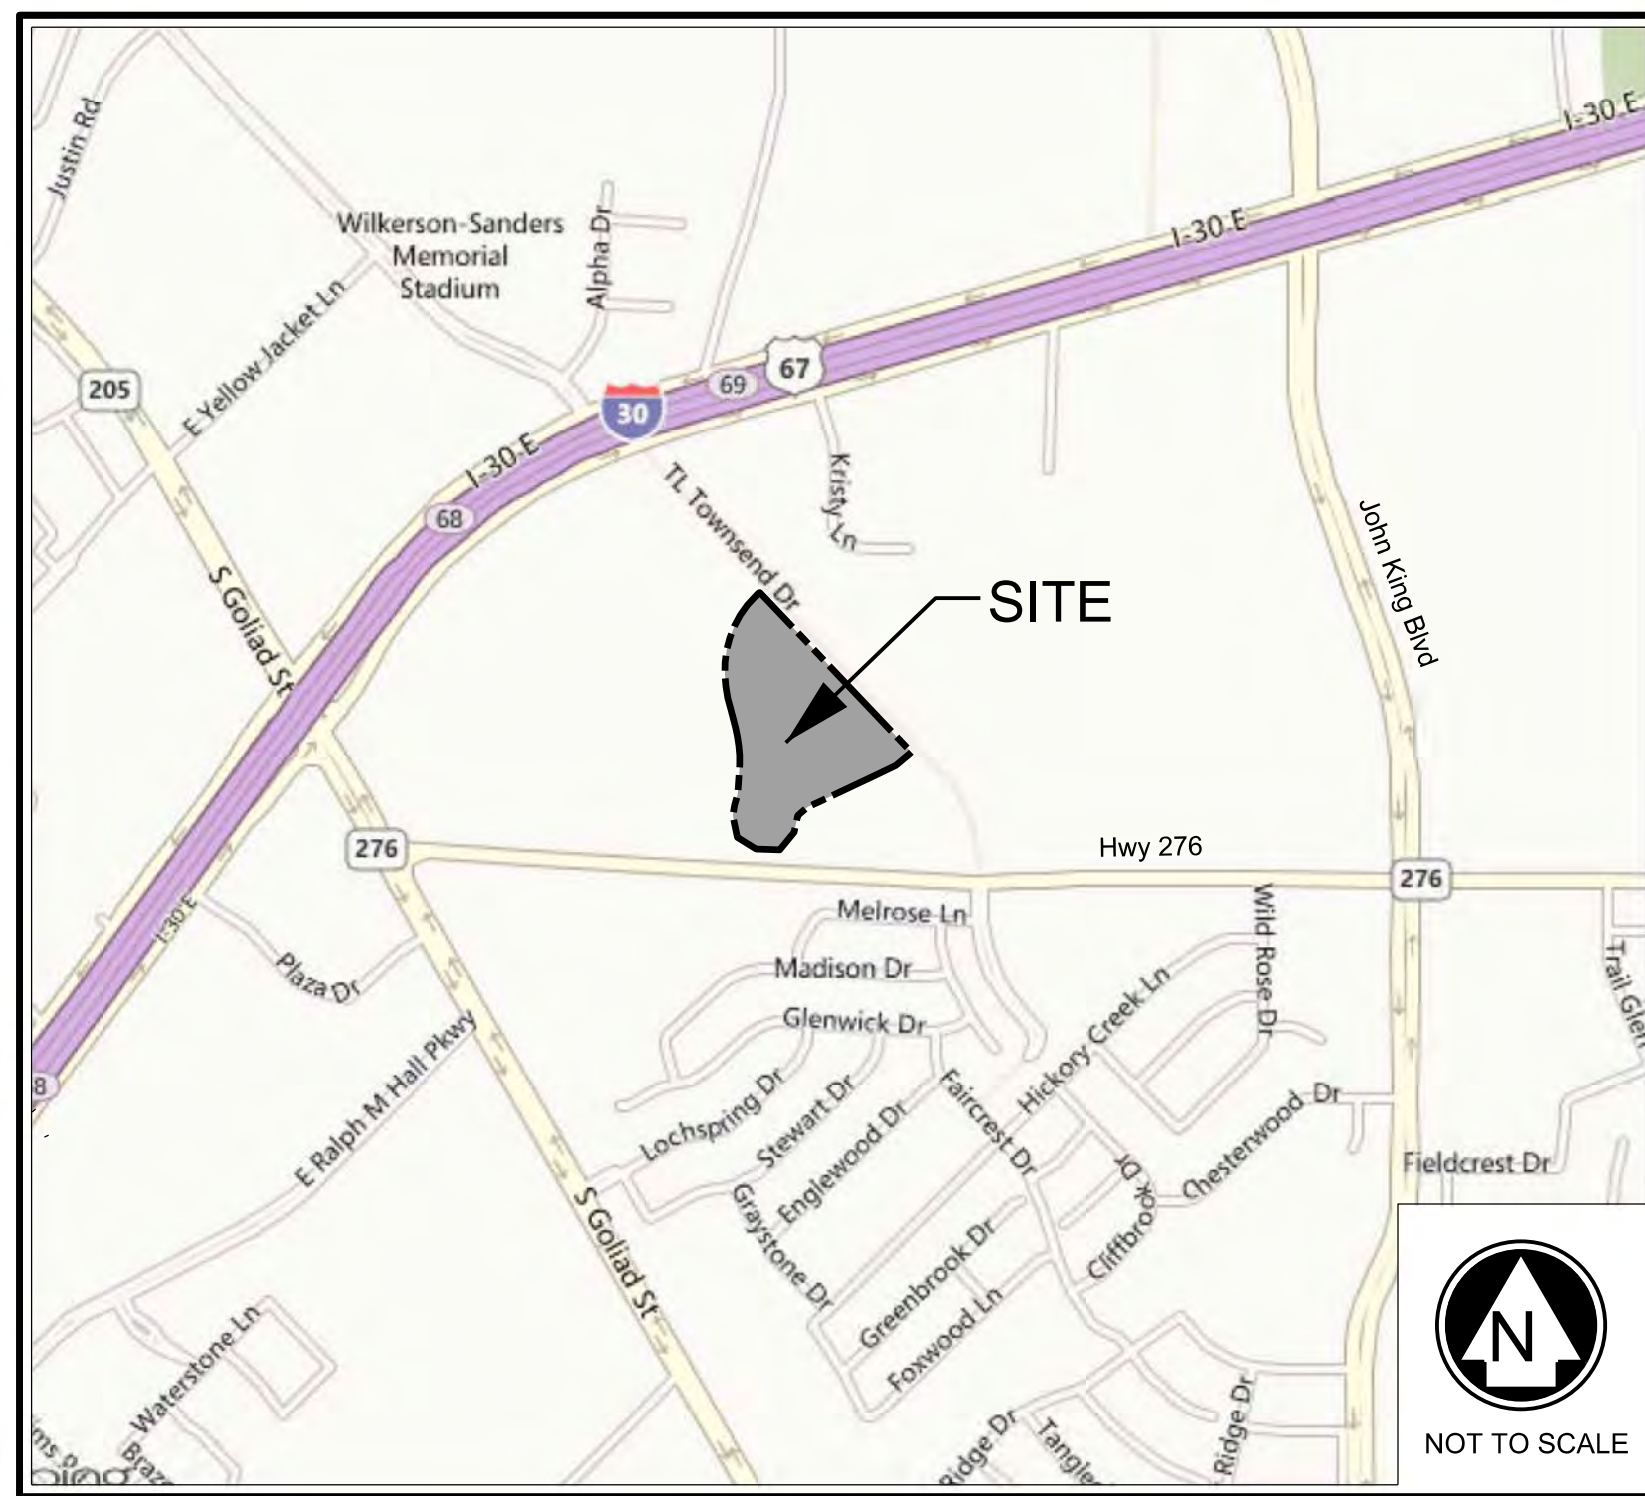 Justin Rd
I-30 E
Wilkerson-Sanders
Memorial
Stadium
Alpha Dr
I-30 E
E Yellow Jacket Ln
205
67
69
30
I-30 E
68
TL Townsend Dr
Kristy Ln
John King Blvd
S Goliad St
SITE
276
Hwy 276
276
I-30 E
Melrose Ln
Wild Rose Dr
Plaza Dr
Madison Dr
Trail Glen
Glenwick Dr
Hickory Creek Ln
E Ralph M Hall Pkwy
8
Lochspring Dr
Stewart Dr
Englewood Dr
Faircrest Dr
Chesterwood Dr
Fieldcrest Dr
Cliffbrook Dr
Graystone Dr
S Goliad St
Greenbrook Dr
Foxwood Ln
Waterstone Ln
N
Ridge Dr
Ridge Dr
NOT TO SCALE